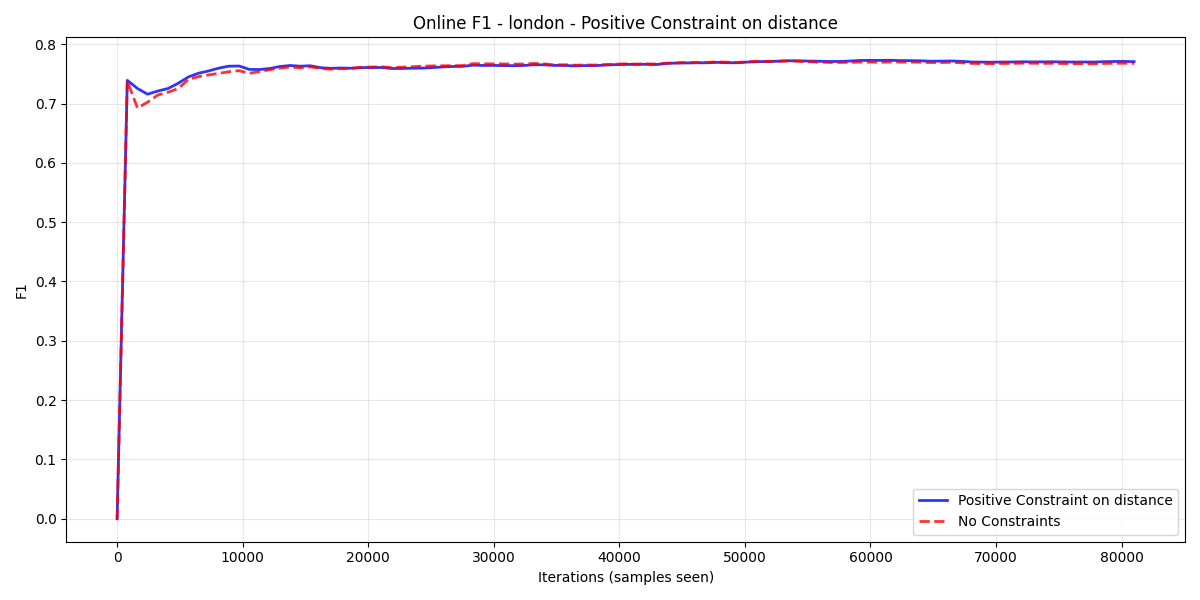 Online F1 - london - Positive Constraint on distance
0.8
0.7
0.6
0.5
0.4
0.3
0.2
0.1
0.0
F1
0 10000 20000 30000 40000 50000 60000 70000 80000
Iterations (samples seen)
Positive Constraint on distance
No Constraints